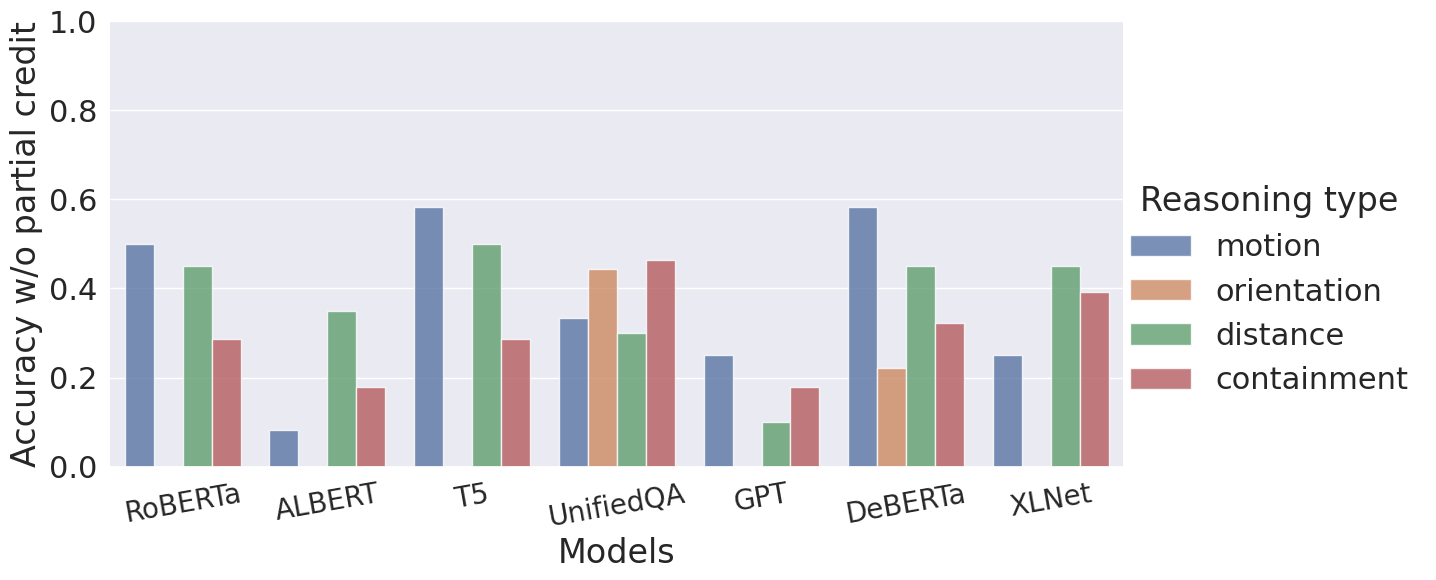 Accuracy w/o partial credit
1.0
0.8
0.6
0.4
0.2
0.0
RoBERTa
ALBERT
T5
UnifiedQA
GPT
DeBERTa
XLNet
Models
Reasoning type
motion
orientation
distance
containment